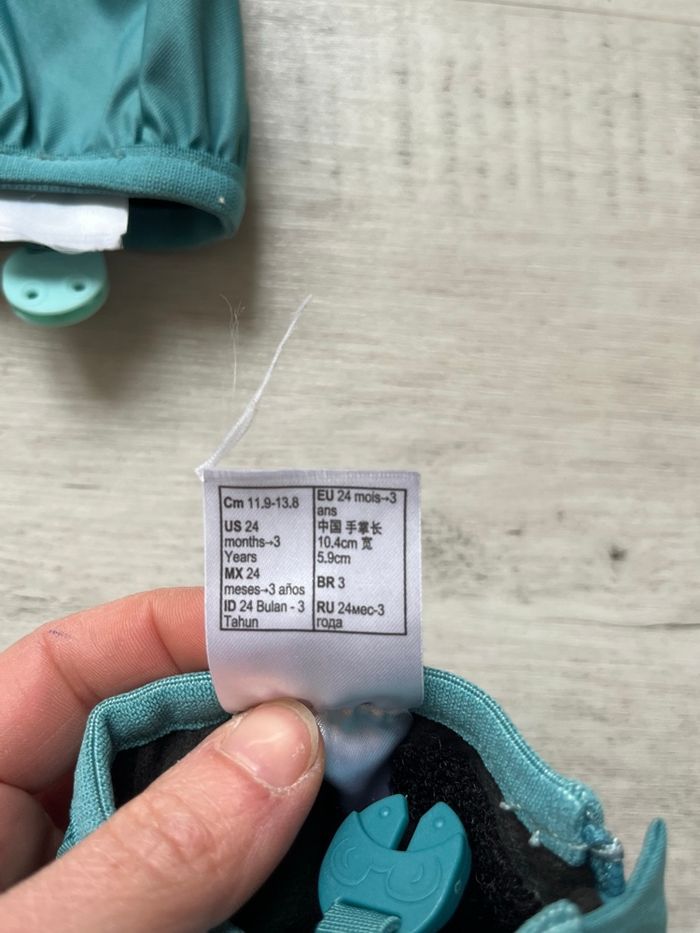 Cm 11.9-13.8
US 24
months→3
Years
MX 24
meses→3 años
ID 24 Bulan - 3
Tahun
EU 24 mois→3
ans
中国 手掌长
10.4cm 宽
5.9cm
BR 3
RU 24мес-3
года